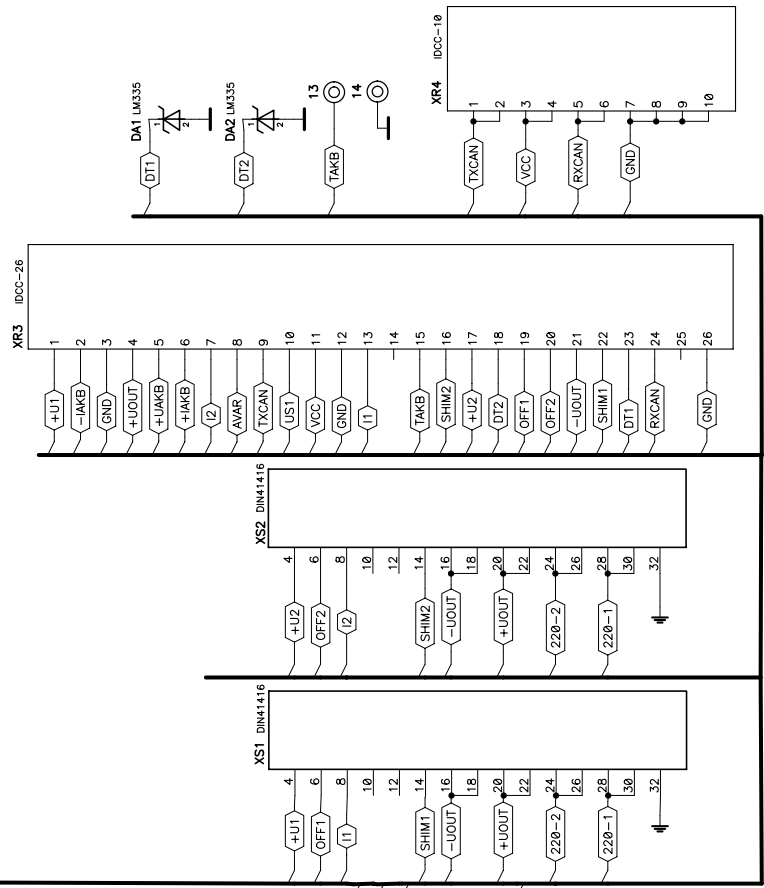 XR4 IDCC-10
1
2
3
4
5
6
7
8
9
10
TXCAN
VCC
RXCAN
GND
DA1 LM335
1
2
DT1
DA2 LM335
1
2
DT2
13
TAKB
14
XR3 IDCC-26
1
2
3
4
5
6
7
8
9
10
11
12
13
14
15
16
17
18
19
20
21
22
23
24
25
26
+U1
-IAKB
GND
+UOUT
+UAKB
+IAKB
I2
AVAR
TXCAN
US1
VCC
GND
I1
TAKB
SHIM2
+U2
DT2
OFF1
OFF2
-UOUT
SHIM1
DT1
RXCAN
GND
XS2 DIN41416
4
6
8
10
12
14
16
18
20
22
24
26
28
30
32
+U2
OFF2
I2
SHIM2
-UOUT
+UOUT
220-2
220-1
XS1 DIN41416
4
6
8
10
12
14
16
18
20
22
24
26
28
30
32
+U1
OFF1
I1
SHIM1
-UOUT
+UOUT
220-2
220-1